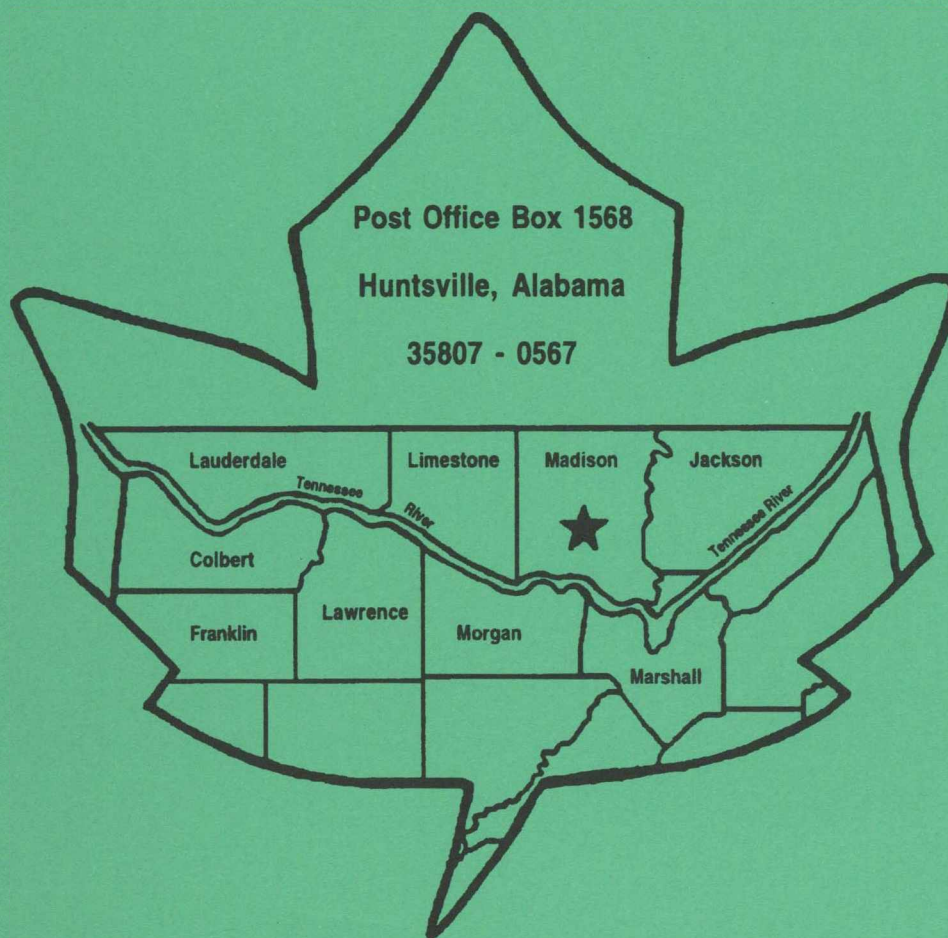 Post Office Box 1568
Huntsville, Alabama
35807 - 0567
Lauderdale
Limestone
Madison
Jackson
Tennessee
River
Tennessee River
Colbert
Lawrence
Franklin
Morgan
Marshall